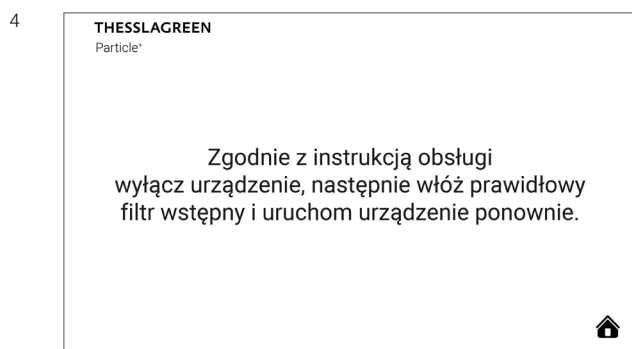 4
THESSLAGREEN
Particle+
Zgodnie z instrukcją obsługi
wyłącz urządzenie, następnie włóż prawidłowy
filtr wstępny i uruchom urządzenie ponownie.